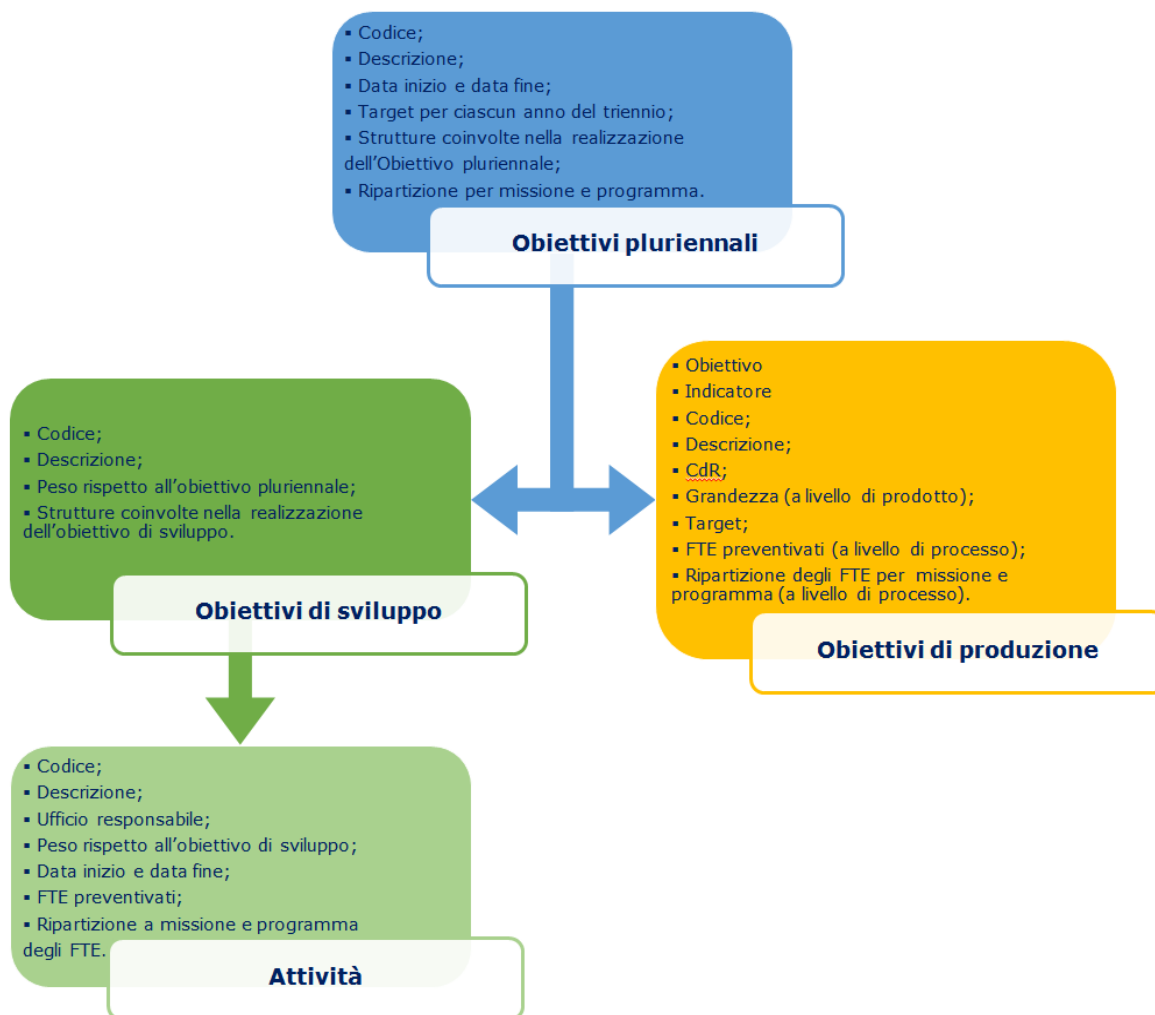 ▪ Codice;
▪ Descrizione;
▪ Data inizio e data fine;
▪ Target per ciascun anno del triennio;
▪ Strutture coinvolte nella realizzazione
dell'Obiettivo pluriennale;
▪ Ripartizione per missione e programma.
Obiettivi pluriennali
▪ Codice;
▪ Descrizione;
▪ Peso rispetto all'obiettivo pluriennale;
▪ Strutture coinvolte nella realizzazione
dell'obiettivo di sviluppo.
Obiettivi di sviluppo
▪ Obiettivo
▪ Indicatore
▪ Codice;
▪ Descrizione;
▪ CdR;
▪ Grandezza (a livello di prodotto);
▪ Target;
▪ FTE preventivati (a livello di processo);
▪ Ripartizione degli FTE per missione e
programma (a livello di processo).
Obiettivi di produzione
▪ Codice;
▪ Descrizione;
▪ Ufficio responsabile;
▪ Peso rispetto all'obiettivo di sviluppo;
▪ Data inizio e data fine;
▪ FTE preventivati;
▪ Ripartizione a missione e programma
degli FTE.
Attività